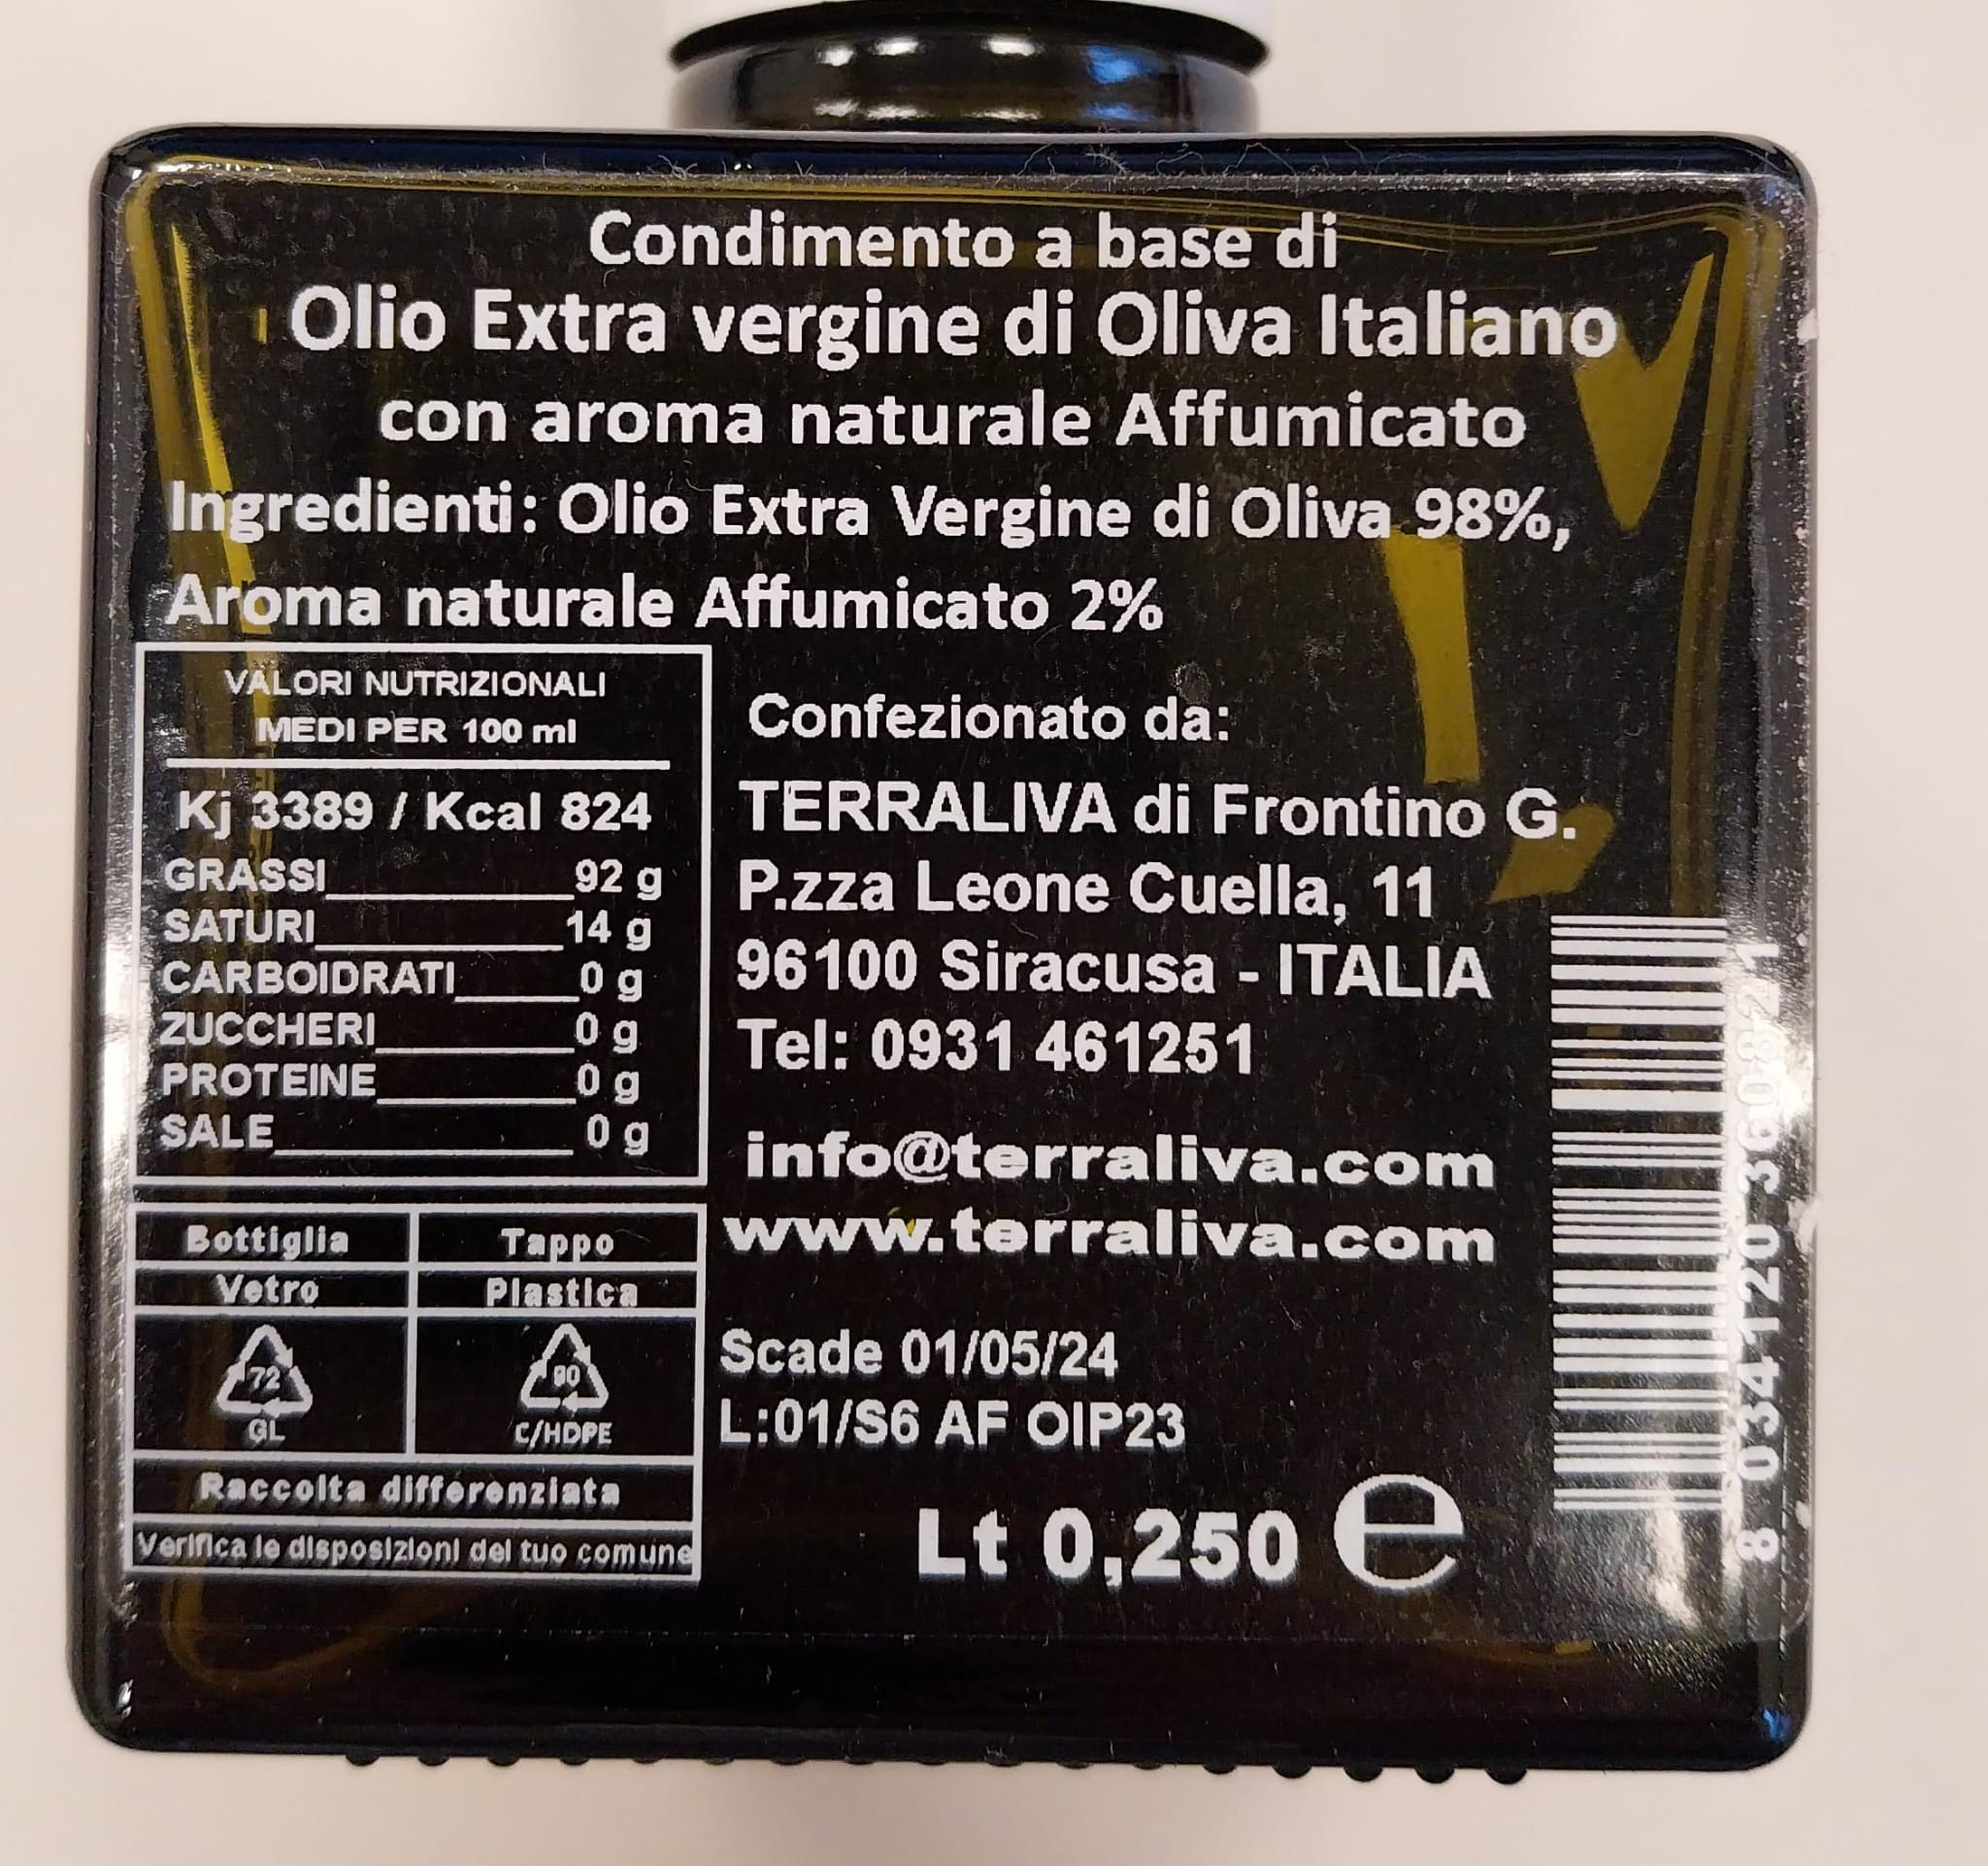 Condimento a base di
Olio Extra vergine di Oliva Italiano
con aroma naturale Affumicato
Ingredienti: Olio Extra Vergine di Oliva 98%,
Aroma naturale Affumicato 2%
VALORI NUTRIZIONALI
MEDI PER 100 ml
Kj 3389 / Kcal 824
GRASSI 92 g
SATURI 14 g
CARBOIDRATI 0 g
ZUCCHERI 0 g
PROTEINE 0 g
SALE 0 g
Confezionato da:
TERRALIVA di Frontino G.
P.zza Leone Cuella, 11
96100 Siracusa - ITALIA
Tel: 0931 461251
info@terraliva.com
www.terraliva.com
Bottiglia Tappo
Vetro Plastica
72 90
GL C/HDPE
Raccolta differenziata
Verifica le disposizioni del tuo comune
Scade 01/05/24
L:01/S6 AF OIP23
Lt 0,250 e
8 034120 360821